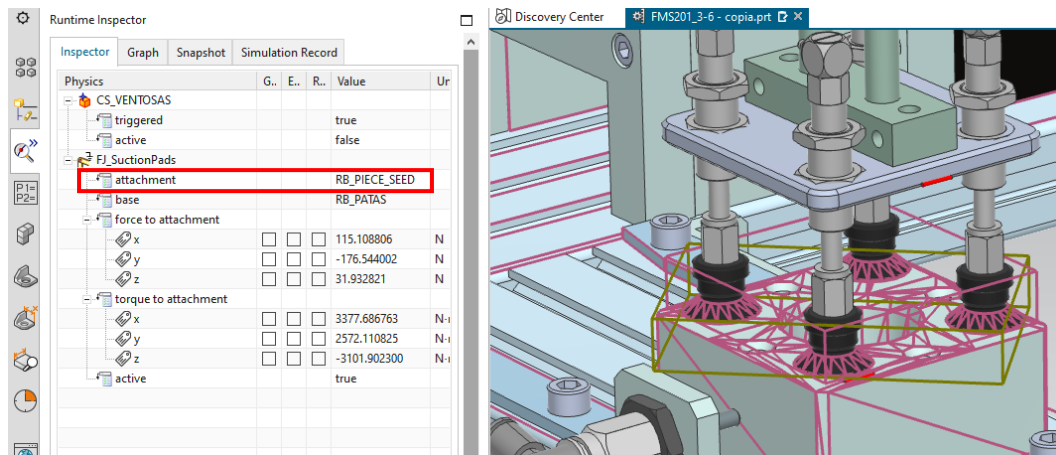 Runtime Inspector
Discovery Center
FMS201_3-6 - copia.prt
Inspector Graph Snapshot Simulation Record
Physics G.. E.. R.. Value Ur
CS_VENTOSAS
triggered true
active false
FJ_SuctionPads
attachment RB_PIECE_SEED
base RB_PATAS
force to attachment
x 115.108806 N
y -176.544002 N
z 31.932821 N
torque to attachment
x 3377.686763 N·
y 2572.110825 N·
z -3101.902300 N·
active true
P1=
P2=